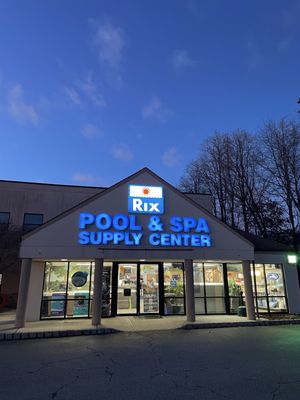 RIX
POOL & SPA
SUPPLY CENTER